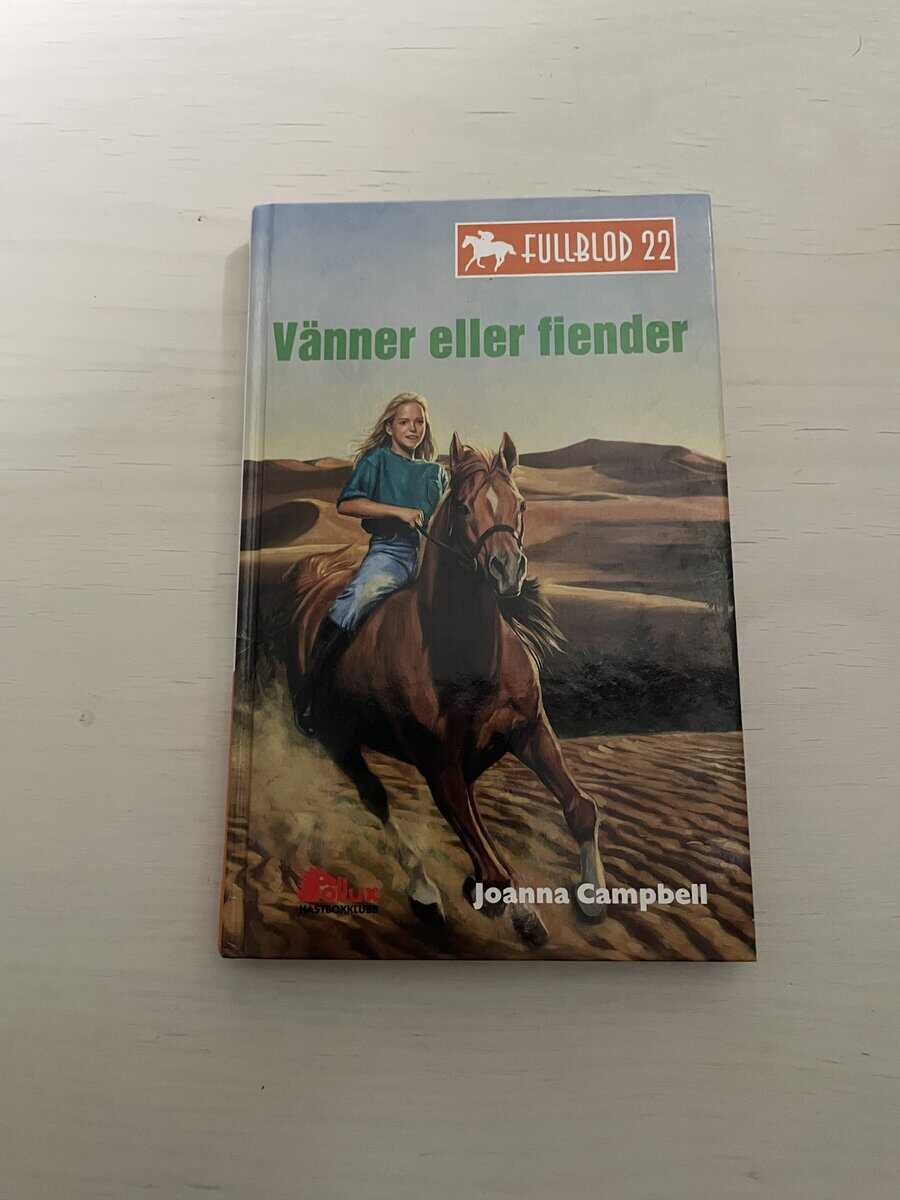 FULLBLOD 22
Vänner eller fiender
Pollux
HÄSTBOKKLUBB
Joanna Campbell